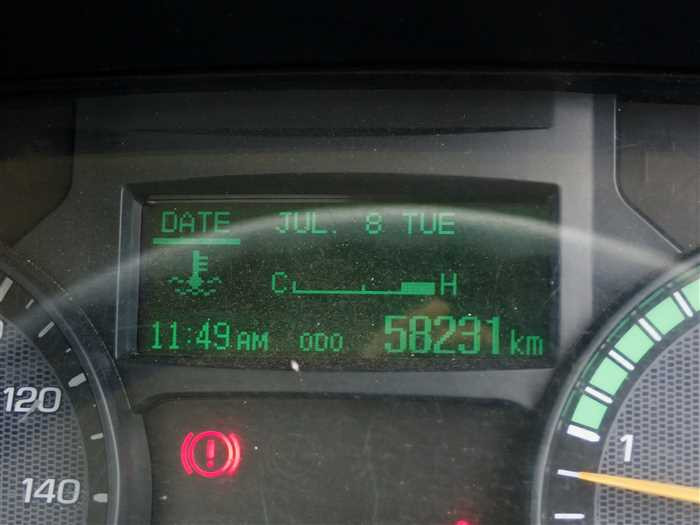 DATE JUL. 8 TUE
C H
11:49 AM ODO 58231 km
120
140
1